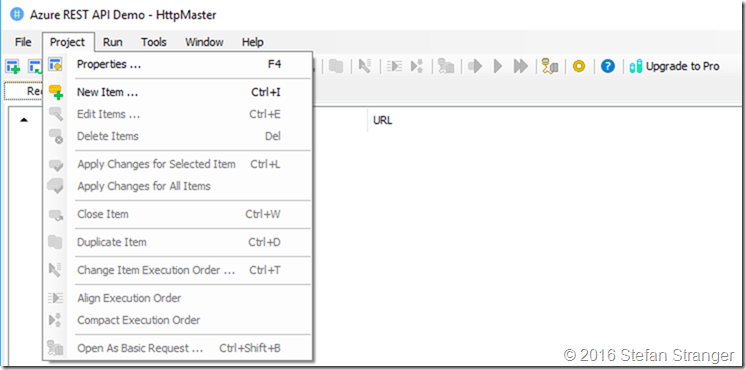 Azure REST API Demo - HttpMaster
File Project Run Tools Window Help
Properties ... F4
Upgrade to Pro
New Item ... Ctrl+I
Edit Items ... Ctrl+E
Delete Items Del
URL
Apply Changes for Selected Item Ctrl+L
Apply Changes for All Items
Close Item Ctrl+W
Duplicate Item Ctrl+D
Change Item Execution Order ... Ctrl+T
Align Execution Order
Compact Execution Order
Open As Basic Request ... Ctrl+Shift+B
© 2016 Stefan Stranger